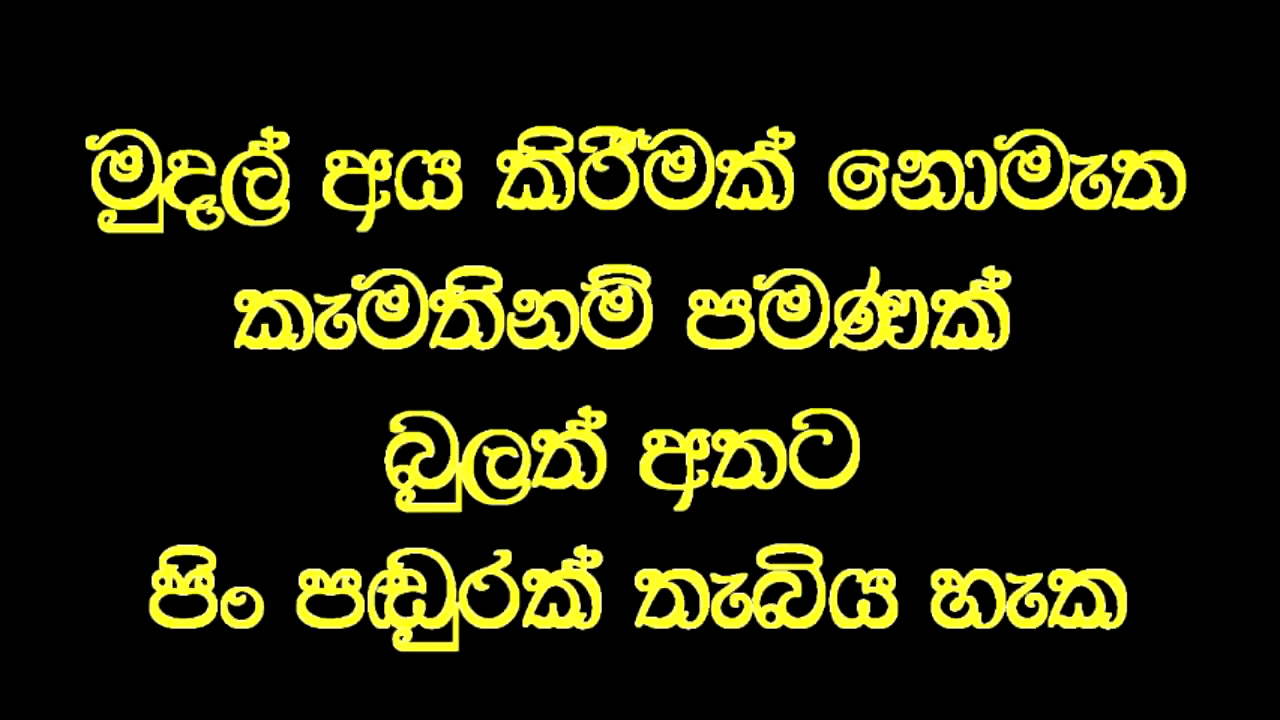 මුදල් අය කිරීමක් නොමැත
කැමතිනම් පමණක්
බුලත් අතට
පිං පඬුරක් තැබිය හැක